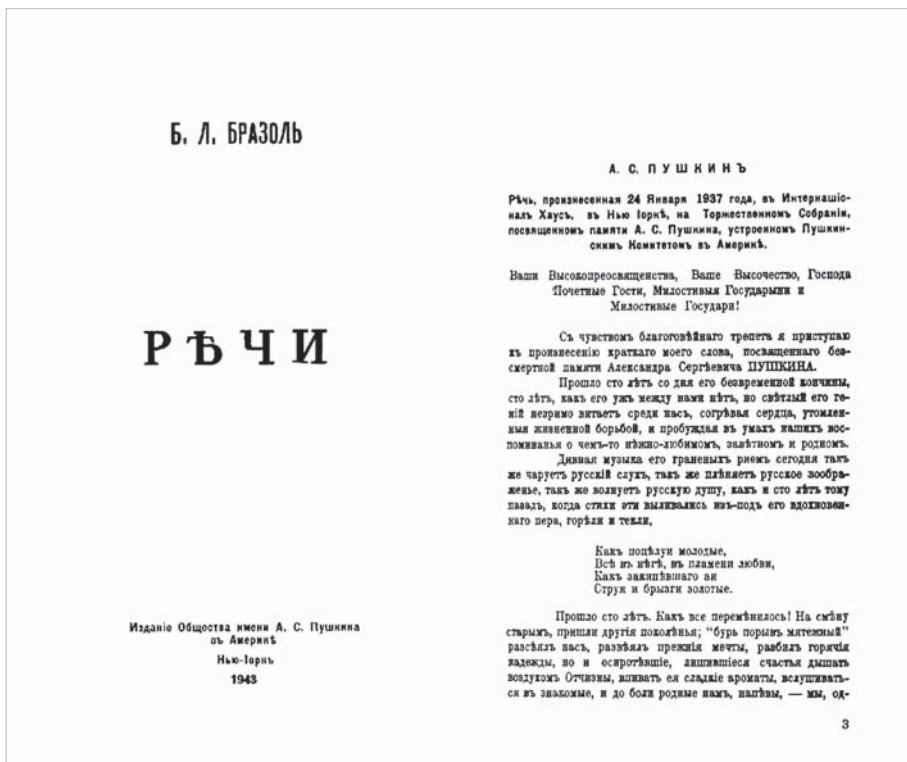 Б. Л. БРАЗОЛЬ
РѢЧИ
Изданіе Общества имени А. С. Пушкина
въ Америкѣ
Нью-Іоркъ
1943
А. С. ПУШКИНЪ
Рѣчь, произнесенная 24 Января 1937 года, въ Интернашіо-
налъ Хаусъ, въ Нью Іоркѣ, на Торжественномъ Собраніи,
посвященномъ памяти А. С. Пушкина, устроенномъ Пушкин-
скимъ Комитетомъ въ Америкѣ.
Ваши Высокопреосвященства, Ваше Высочество, Господа
Почетные Гости, Милостивыя Государыни и
Милостивые Государи!
Съ чувствомъ благоговѣйнаго трепета я приступаю
къ произнесенію краткаго моего слова, посвященнаго без-
смертной памяти Александра Сергѣевича ПУШКИНА.
Прошло сто лѣтъ со дня его безвременной кончины,
сто лѣтъ, какъ его ужъ между нами нѣтъ, но свѣтлый его ге-
ній незримо витаетъ среди насъ, согрѣвая сердца, утомлен-
ныя жизненной борьбой, и пробуждая въ умахъ нашихъ вос-
поминанья о чемъ-то нѣжно-любимомъ, завѣтномъ и родномъ.
Дивная музыка его граненыхъ риемъ сегодня такъ
же чаруетъ русскій слухъ, такъ же плѣняетъ русское вообра-
женье, такъ же волнуетъ русскую душу, какъ и сто лѣтъ тому
назадъ, когда стихи эти выливались изъ-подъ его вдохновен-
наго пера, горѣли и текли,
Какъ поцѣлуи молодые,
Всѣ въ нѣгѣ, въ пламени любви,
Какъ закипѣвшаго аи
Струя и брызги золотые.
Прошло сто лѣтъ. Какъ все перемѣнилось! На смѣну
старымъ, пришли другія поколѣнья; "бурь порывъ мятежный"
разсѣялъ насъ, развѣялъ прежнія мечты, разбилъ горячія
надежды, но и осиротѣвшіе, лишившіеся счастья дышать
воздухомъ Отчизны, впивать ея сладкіе ароматы, вслушивать-
ся въ знакомые, и до боли родные намъ, напѣвы, — мы, од-
3